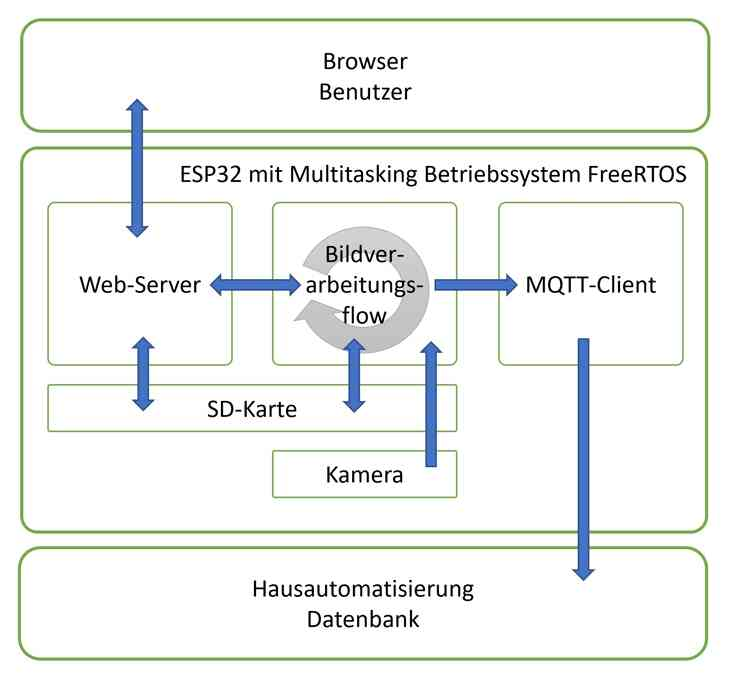 Browser
Benutzer
ESP32 mit Multitasking Betriebssystem FreeRTOS
Web-Server
Bildver-
arbeitungs-
flow
MQTT-Client
SD-Karte
Kamera
Hausautomatisierung
Datenbank